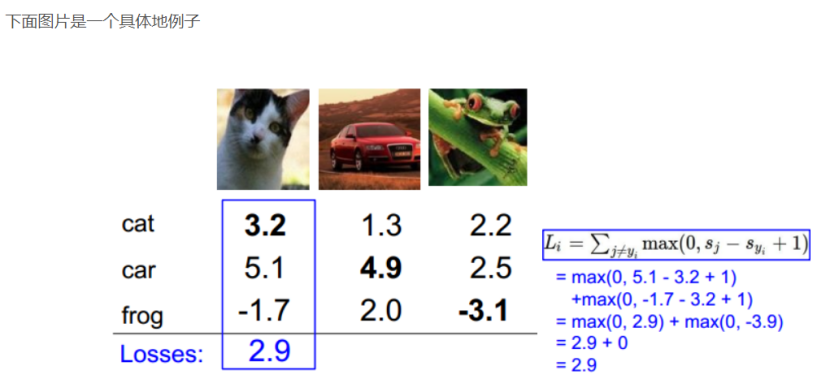 下面图片是一个具体地例子
cat 3.2 1.3 2.2
car 5.1 4.9 2.5
frog -1.7 2.0 -3.1
Losses: 2.9
L_i = ∑_{j≠y_i} max(0, s_j − s_{y_i} + 1)
= max(0, 5.1 - 3.2 + 1)
+max(0, -1.7 - 3.2 + 1)
= max(0, 2.9) + max(0, -3.9)
= 2.9 + 0
= 2.9